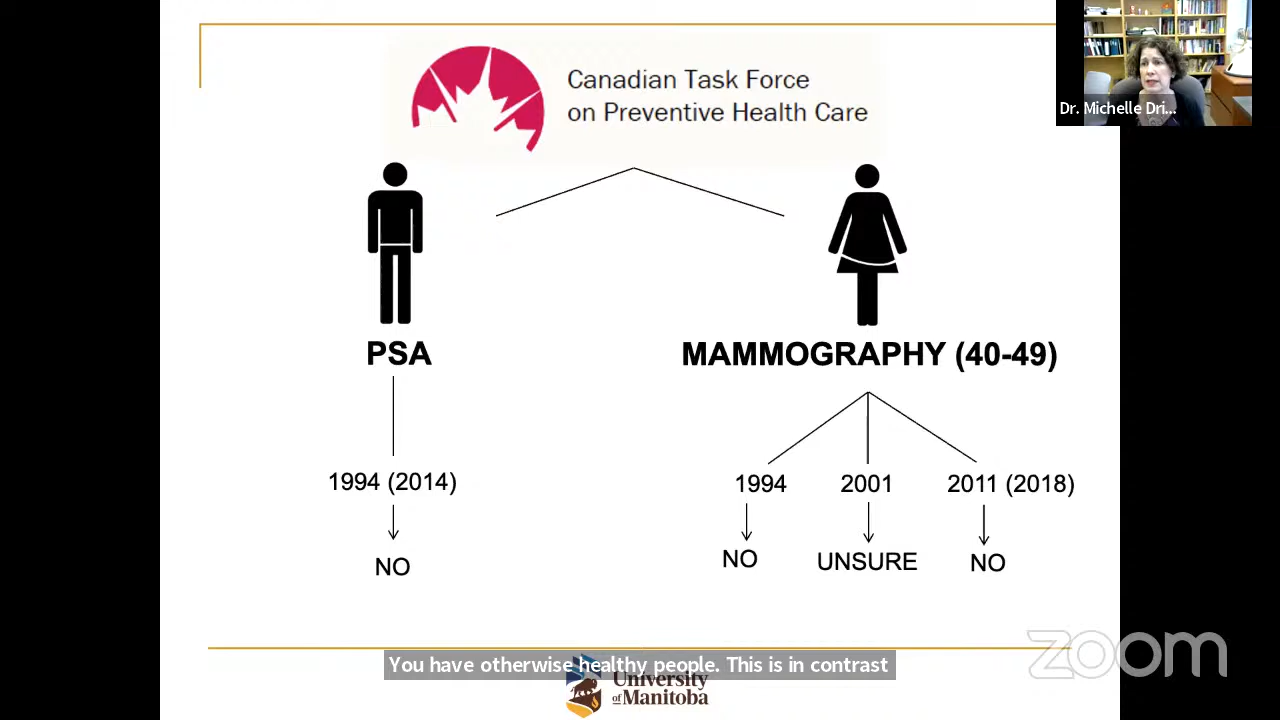 Canadian Task Force
on Preventive Health Care
Dr. Michelle Dri...
PSA
MAMMOGRAPHY (40-49)
1994 (2014)
1994
2001
2011 (2018)
NO
NO
UNSURE
NO
zoom
You have otherwise healthy people. This is in contrast
University
of Manitoba